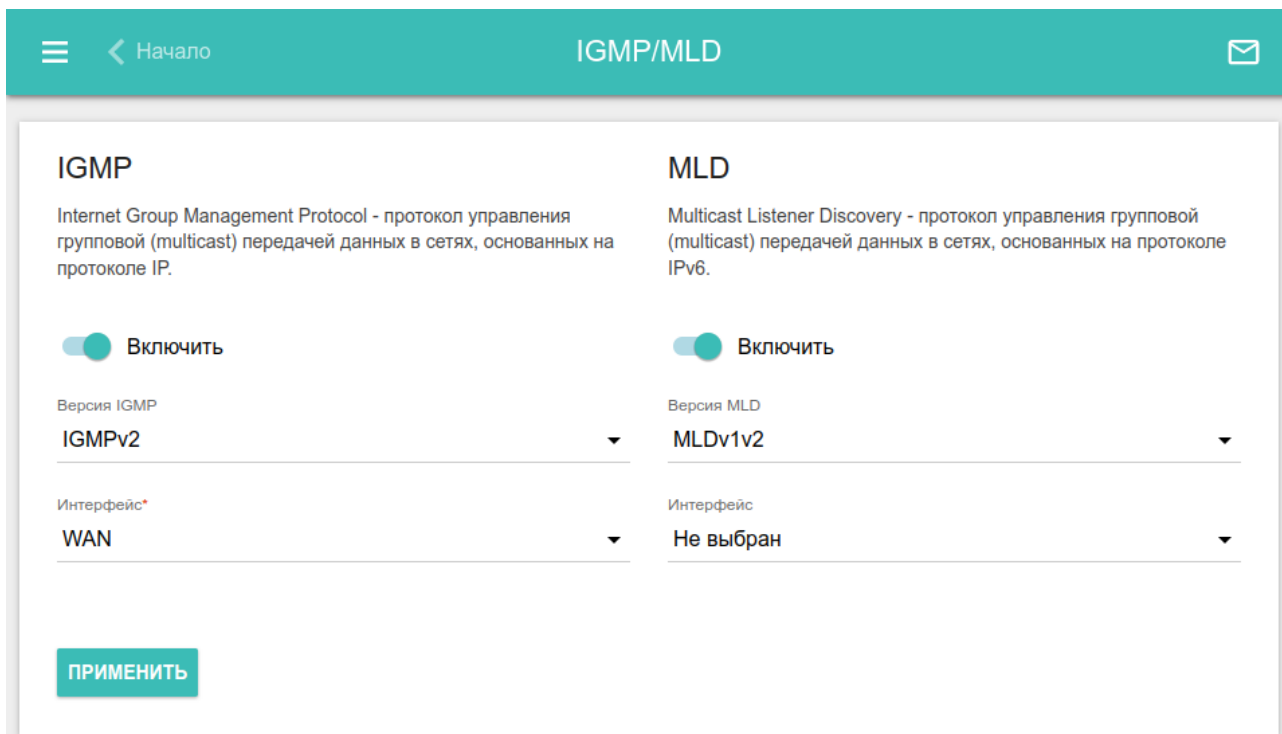 Начало
IGMP/MLD
IGMP
Internet Group Management Protocol - протокол управления
групповой (multicast) передачей данных в сетях, основанных на
протоколе IP.
Включить
Версия IGMP
IGMPv2
Интерфейс*
WAN
ПРИМЕНИТЬ
MLD
Multicast Listener Discovery - протокол управления групповой
(multicast) передачей данных в сетях, основанных на протоколе
IPv6.
Включить
Версия MLD
MLDv1v2
Интерфейс
Не выбран